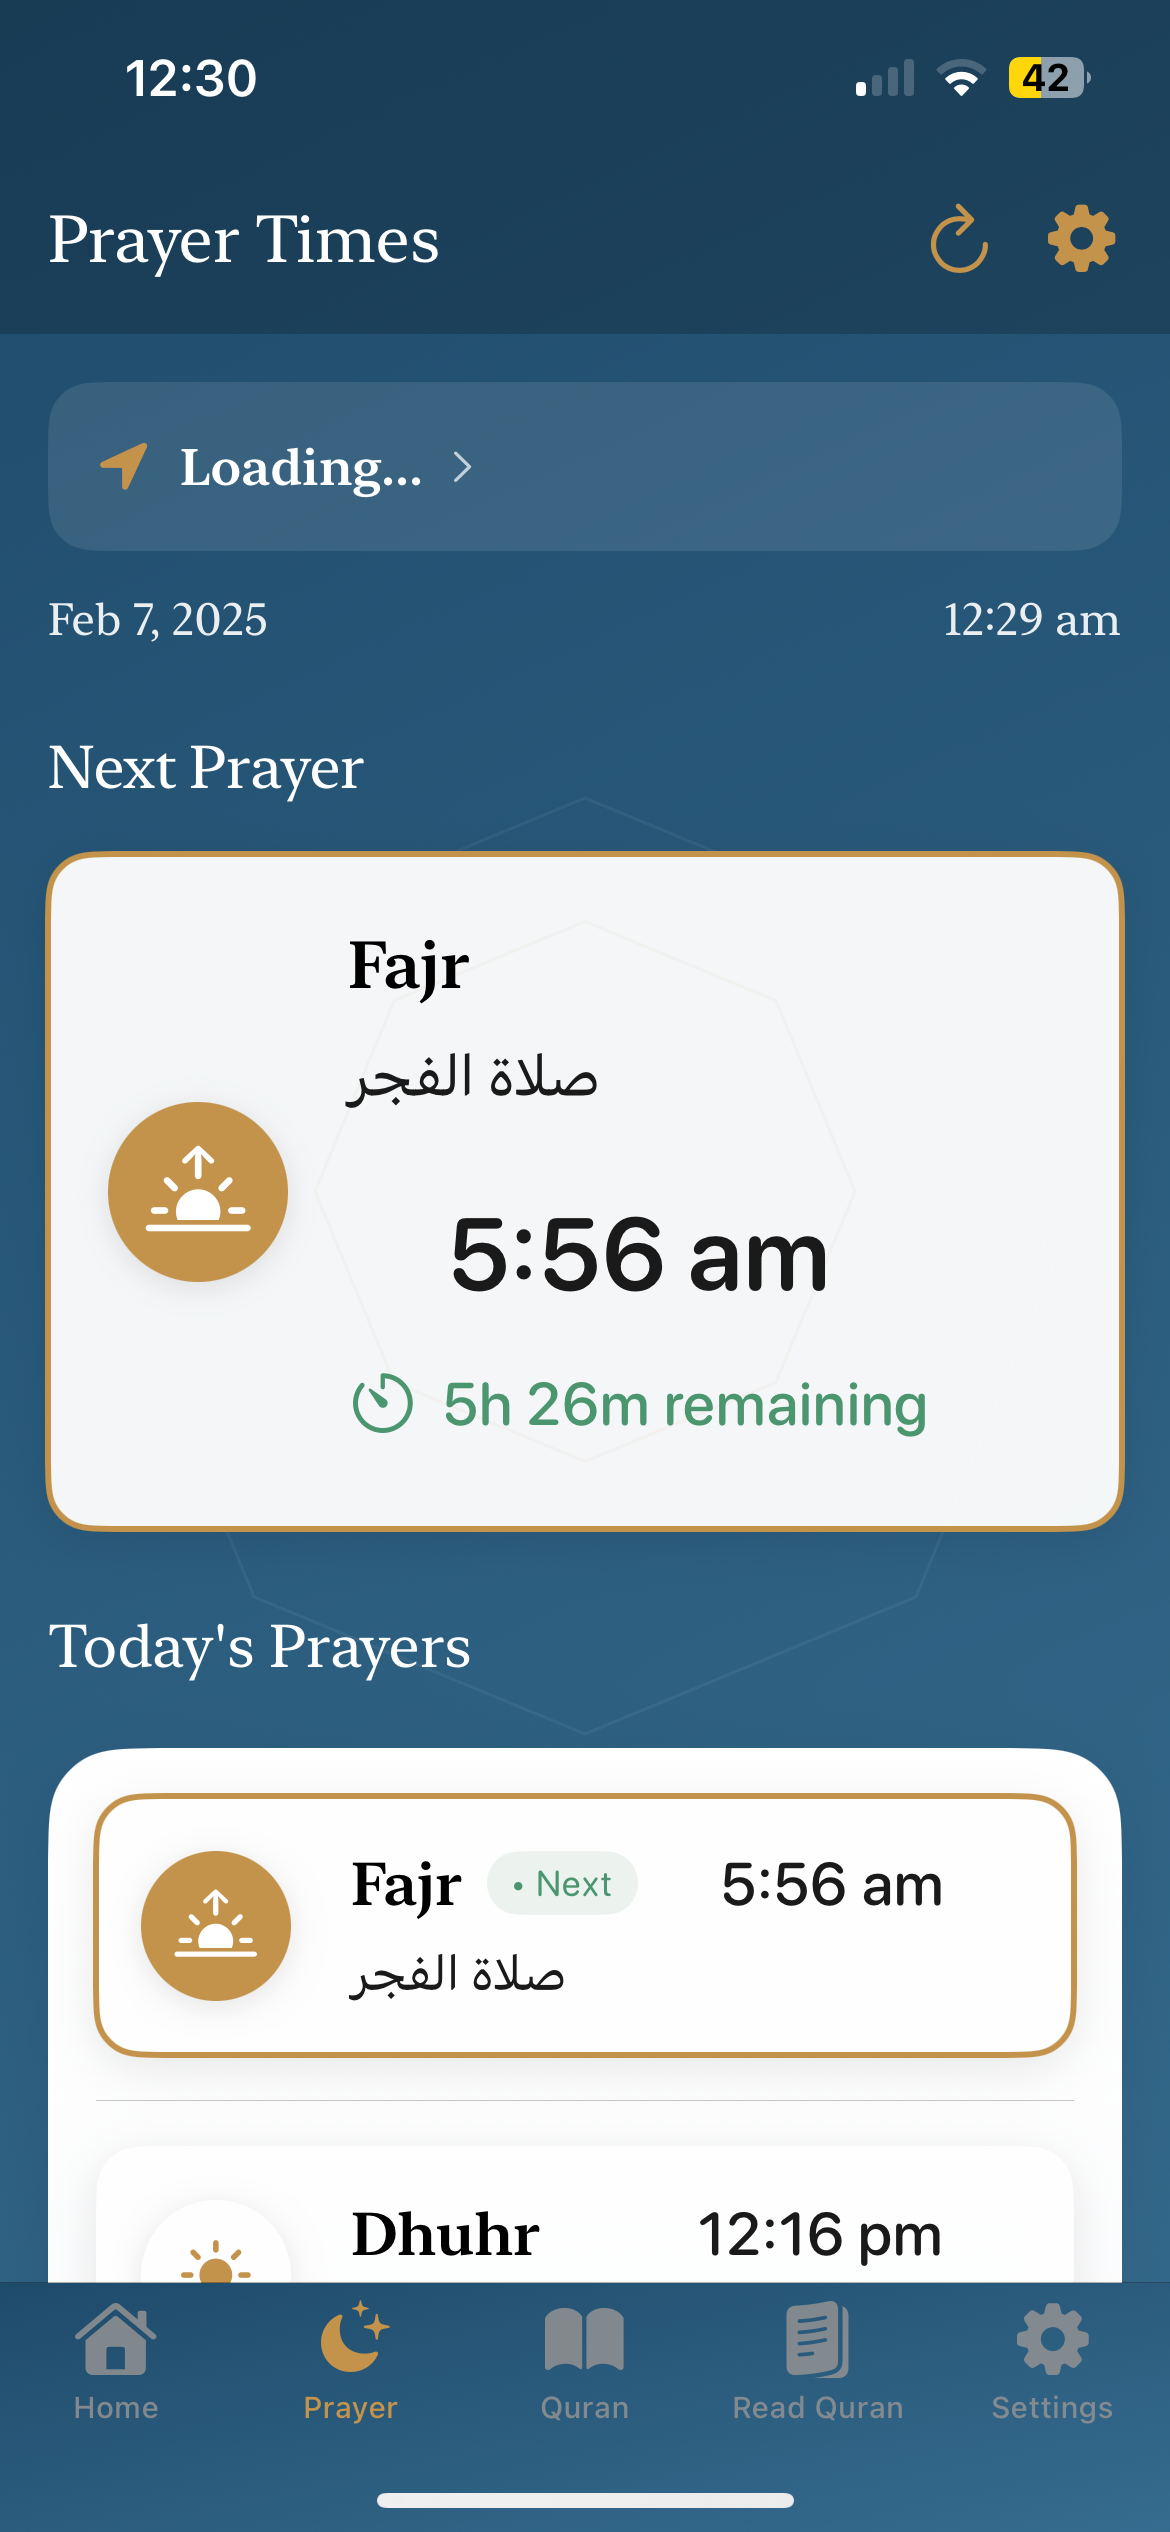 12:30
42
Prayer Times
Loading...
Feb 7, 2025
12:29 am
Next Prayer
Fajr
صلاة الفجر
5:56 am
5h 26m remaining
Today's Prayers
Fajr
• Next
5:56 am
صلاة الفجر
Dhuhr
12:16 pm
Home
Prayer
Quran
Read Quran
Settings